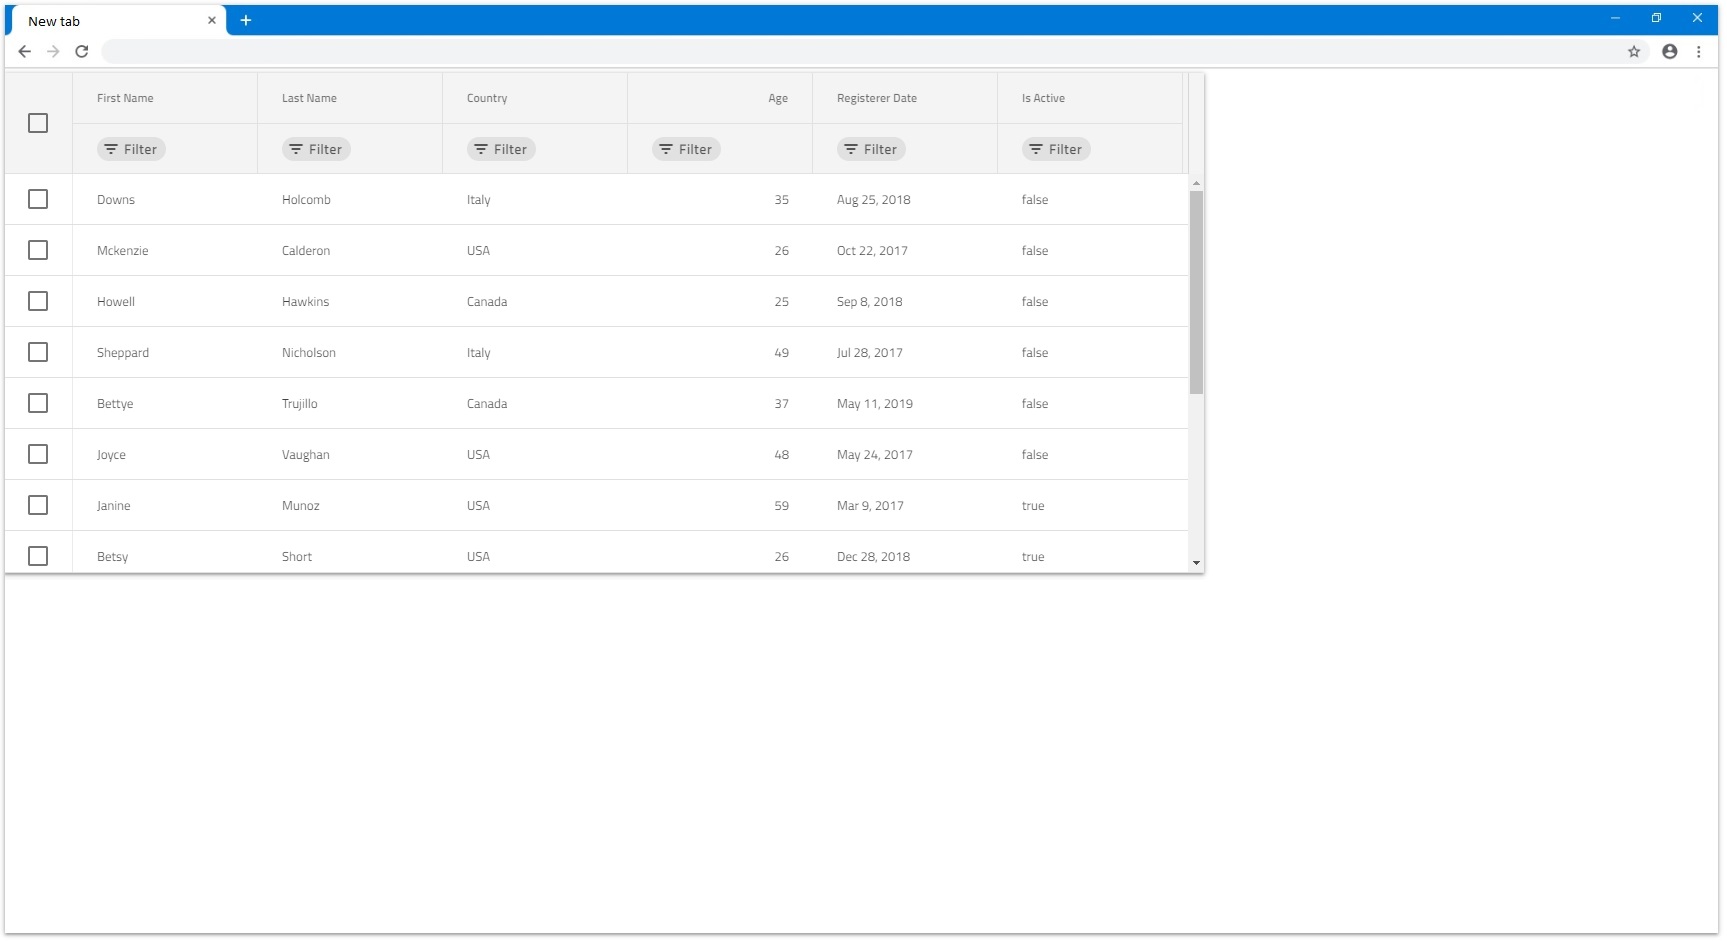 New tab
First Name Last Name Country Age Registerer Date Is Active
Filter Filter Filter Filter Filter Filter
Downs Holcomb Italy 35 Aug 25, 2018 false
Mckenzie Calderon USA 26 Oct 22, 2017 false
Howell Hawkins Canada 25 Sep 8, 2018 false
Sheppard Nicholson Italy 49 Jul 28, 2017 false
Bettye Trujillo Canada 37 May 11, 2019 false
Joyce Vaughan USA 48 May 24, 2017 false
Janine Munoz USA 59 Mar 9, 2017 true
Betsy Short USA 26 Dec 28, 2018 true